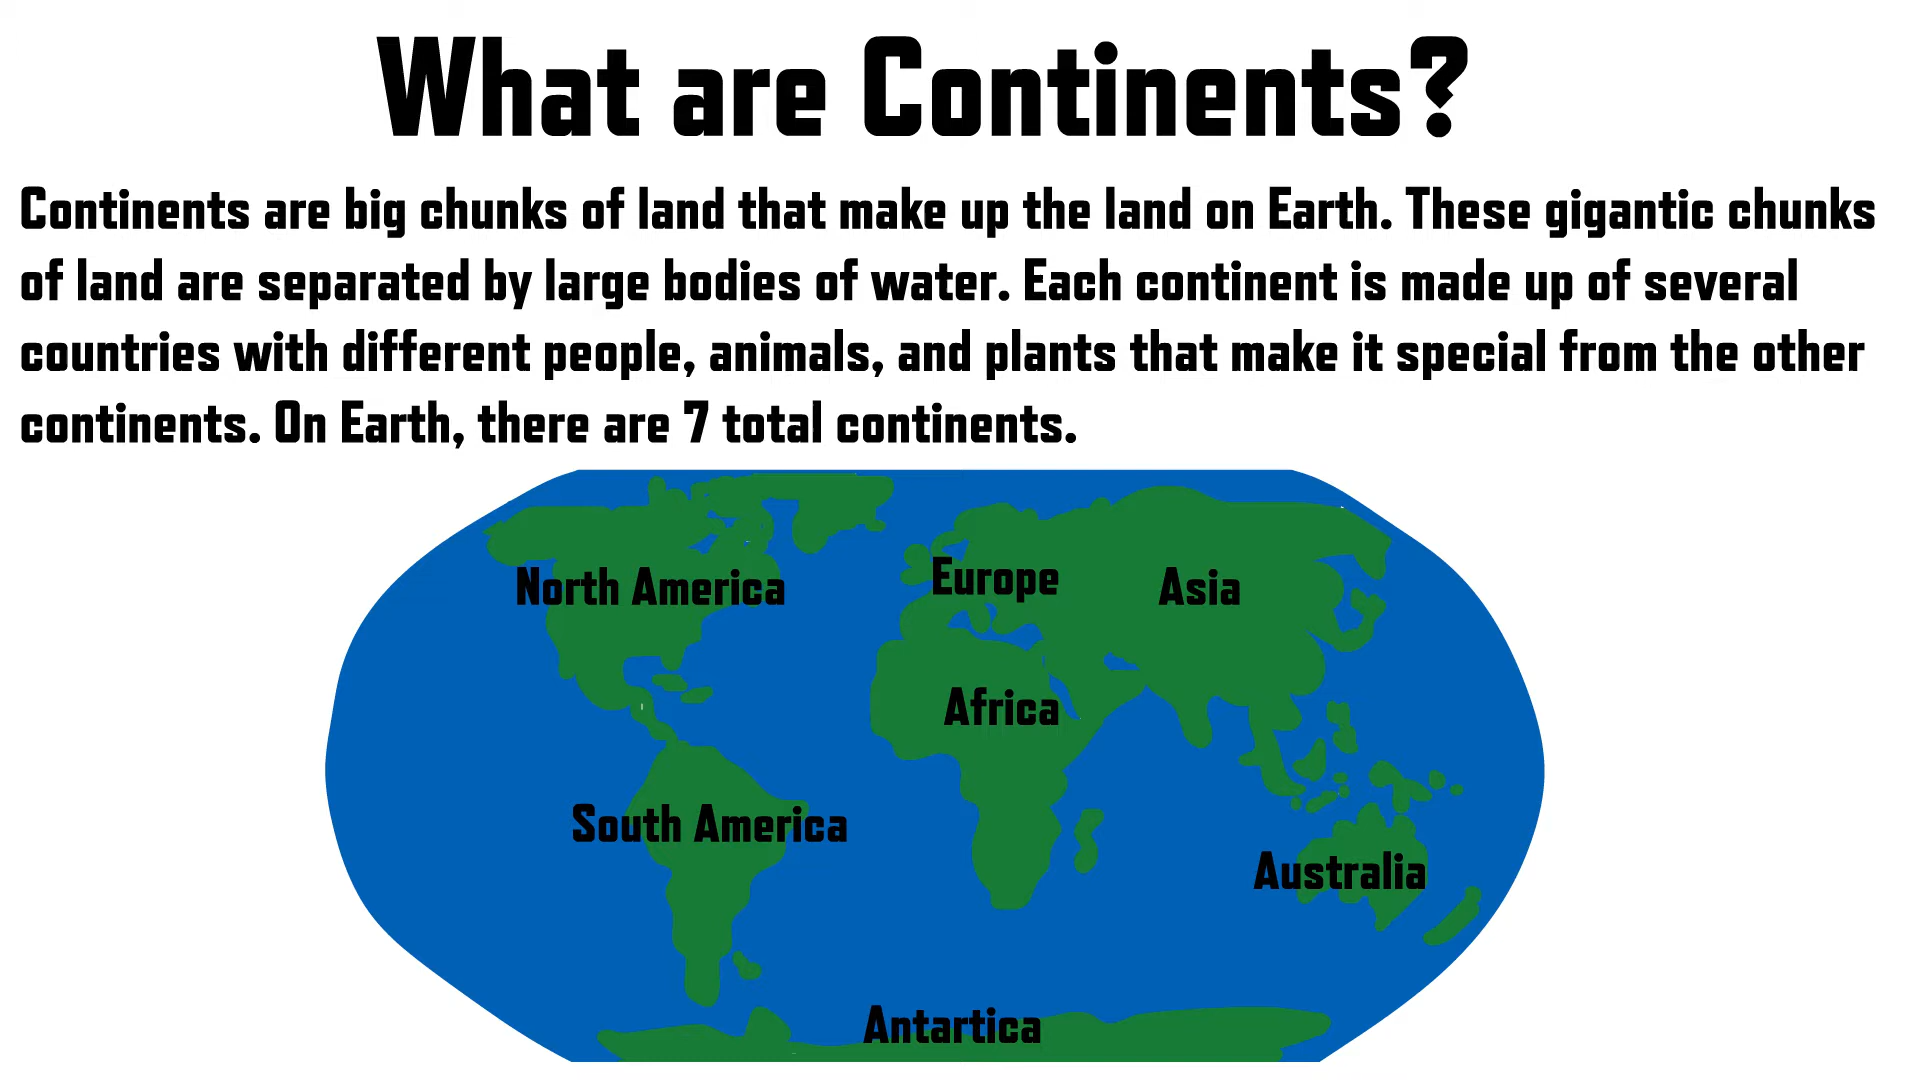 What are Continents?
Continents are big chunks of land that make up the land on Earth. These gigantic chunks
of land are separated by large bodies of water. Each continent is made up of several
countries with different people, animals, and plants that make it special from the other
continents. On Earth, there are 7 total continents.
North America
Europe
Asia
Africa
South America
Australia
Antartica